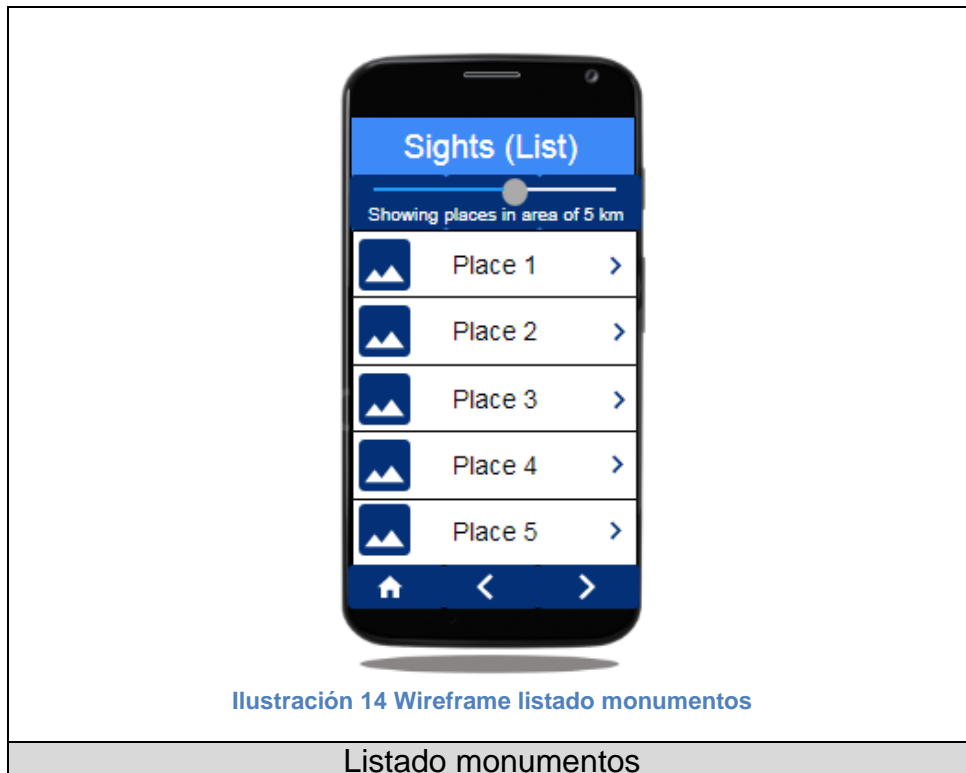 Sights (List)
Showing places in area of 5 km
Place 1
Place 2
Place 3
Place 4
Place 5
Ilustración 14 Wireframe listado monumentos
Listado monumentos